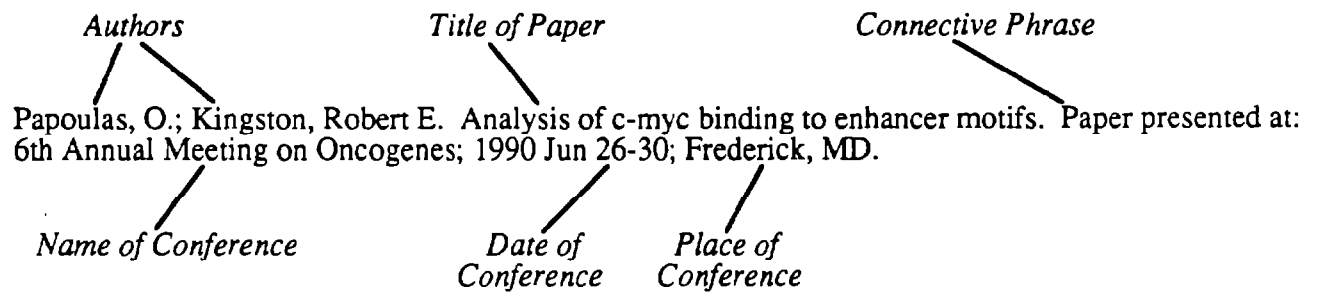 Authors Title of Paper Connective Phrase
Papoulas, O.; Kingston, Robert E. Analysis of c-myc binding to enhancer motifs. Paper presented at:
6th Annual Meeting on Oncogenes; 1990 Jun 26-30; Frederick, MD.
Name of Conference Date of Conference Place of Conference